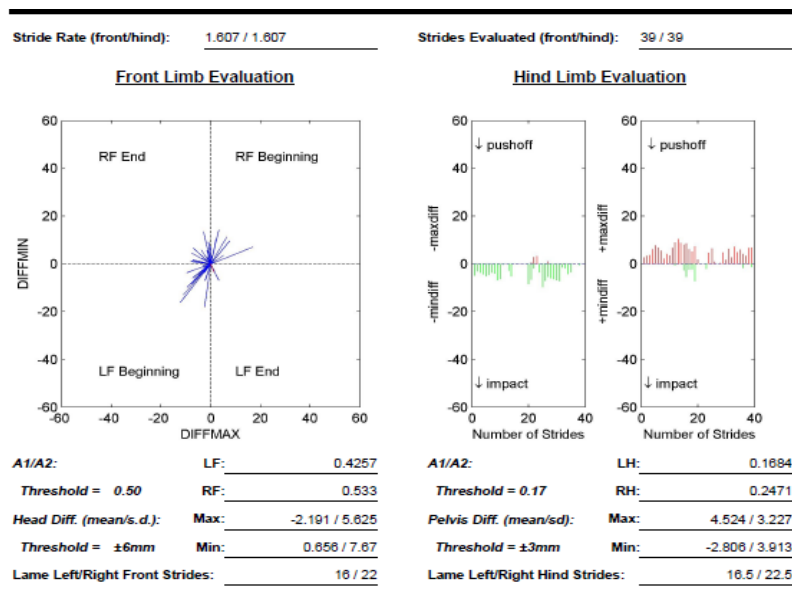 Stride Rate (front/hind): 1.607 / 1.607 Strides Evaluated (front/hind): 39 / 39
Front Limb Evaluation Hind Limb Evaluation
60 60 60
RF End RF Beginning ↓ pushoff ↓ pushoff
40 40 40
20 20 20
DIFFMIN -maxdiff +maxdiff
0 0 0
-mindiff +mindiff
-20 -20 -20
-40 -40 -40
LF Beginning LF End ↓ impact ↓ impact
-60 -60 -60
-60 -40 -20 0 20 40 60 0 20 40 0 20 40
DIFFMAX Number of Strides Number of Strides
A1/A2: LF: 0.4257 A1/A2: LH: 0.1684
Threshold = 0.50 RF: 0.533 Threshold = 0.17 RH: 0.2471
Head Diff. (mean/s.d.): Max: -2.191 / 5.625 Pelvis Diff. (mean/sd): Max: 4.524 / 3.227
Threshold = ±6mm Min: 0.656 / 7.67 Threshold = ±3mm Min: -2.806 / 3.913
Lame Left/Right Front Strides: 16 / 22 Lame Left/Right Hind Strides: 16.5 / 22.5